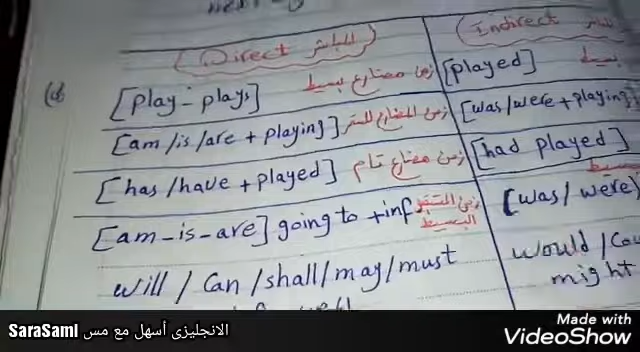 Direct المباشر Indirect
(d)
[play - plays] زمن مضارع بسيط [played] بسيط
[am /is /are + playing] زمن المضارع المستمر [was/were + playing]
[has /have + played] زمن مضارع تام [had played]
[am-is-are] going to +inf زمن المستقبل البسيط [was/were)
will / Can /shall/may/must would / Cou
might
SaraSamI الانجليزى أسهل مع مس
Made with
VideoShow